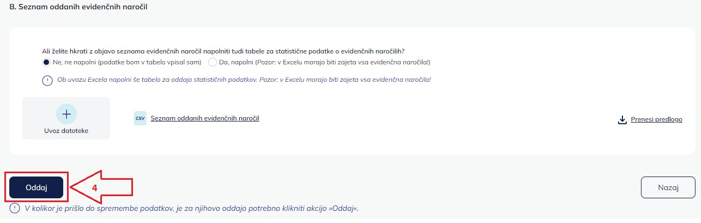 B. Seznam oddanih evidenčnih naročil
Ali želite hkrati z objavo seznama evidenčnih naročil napolniti tudi tabele za statistične podatke o evidenčnih naročilih?
Ne, ne napolni (podatke bom v tabelo vpisal sam) Da, napolni (Pozor: v Excelu morajo biti zajeta vsa evidenčna naročila!)
Ob uvozu Excela napolni še tabelo za oddajo statističnih podatkov. Pozor: v Excelu morajo biti zajeta vsa evidenčna naročila!
Uvoz datoteke
CSV Seznam oddanih evidenčnih naročil
Prenesi predlogo
Oddaj
4
Nazaj
V kolikor je prišlo do spremembe podatkov, je za njihovo oddajo potrebno klikniti akcijo »Oddaj«.